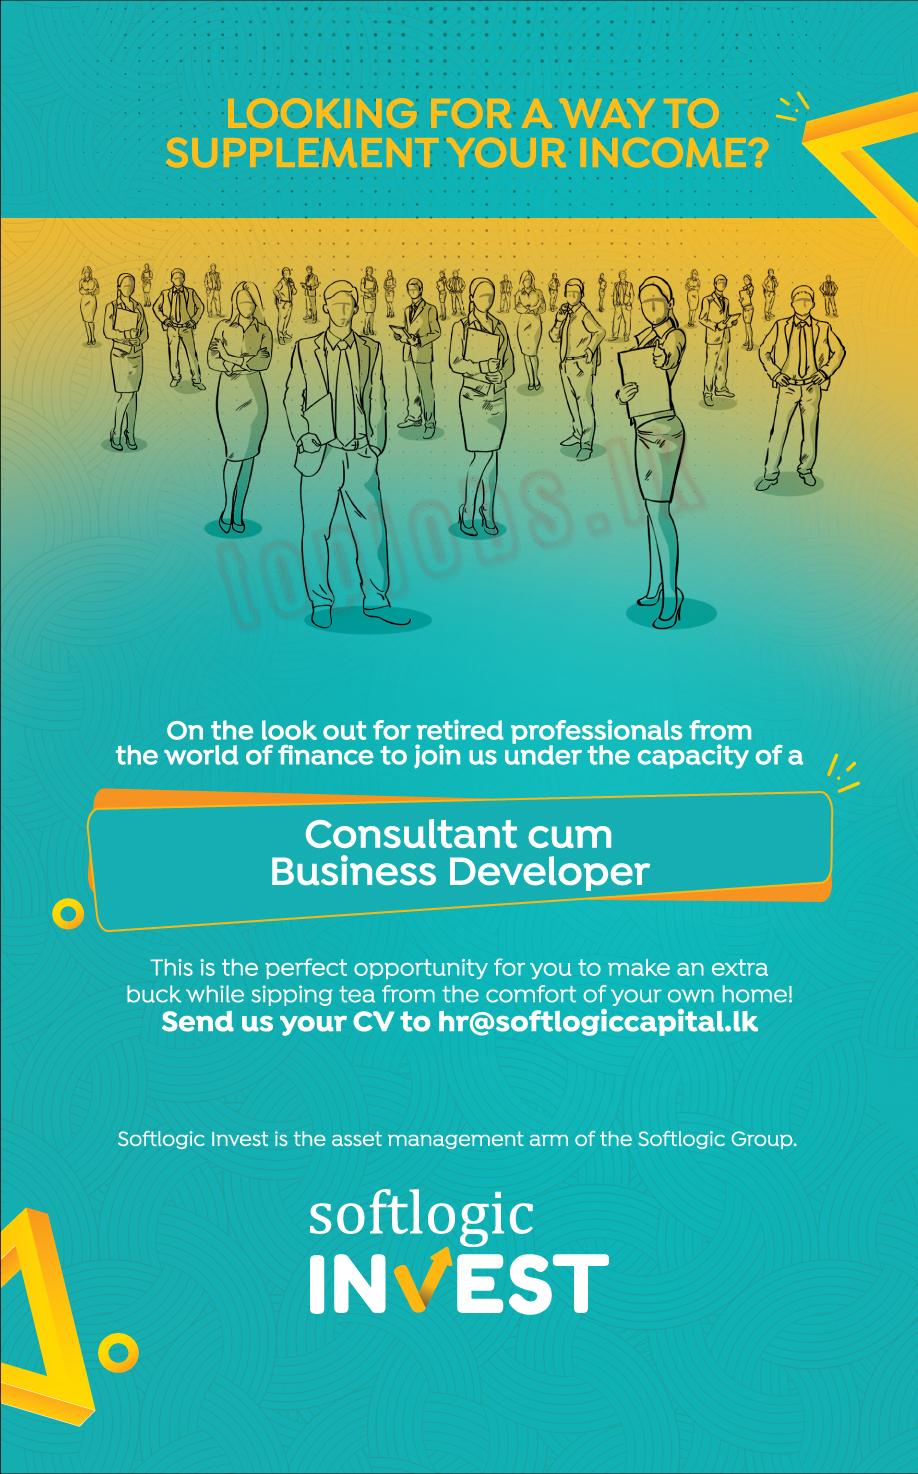 LOOKING FOR A WAY TO
SUPPLEMENT YOUR INCOME?
topjobs.lk
On the look out for retired professionals from
the world of finance to join us under the capacity of a
Consultant cum
Business Developer
This is the perfect opportunity for you to make an extra
buck while sipping tea from the comfort of your own home!
Send us your CV to hr@softlogiccapital.lk
Softlogic Invest is the asset management arm of the Softlogic Group.
softlogic
INVEST